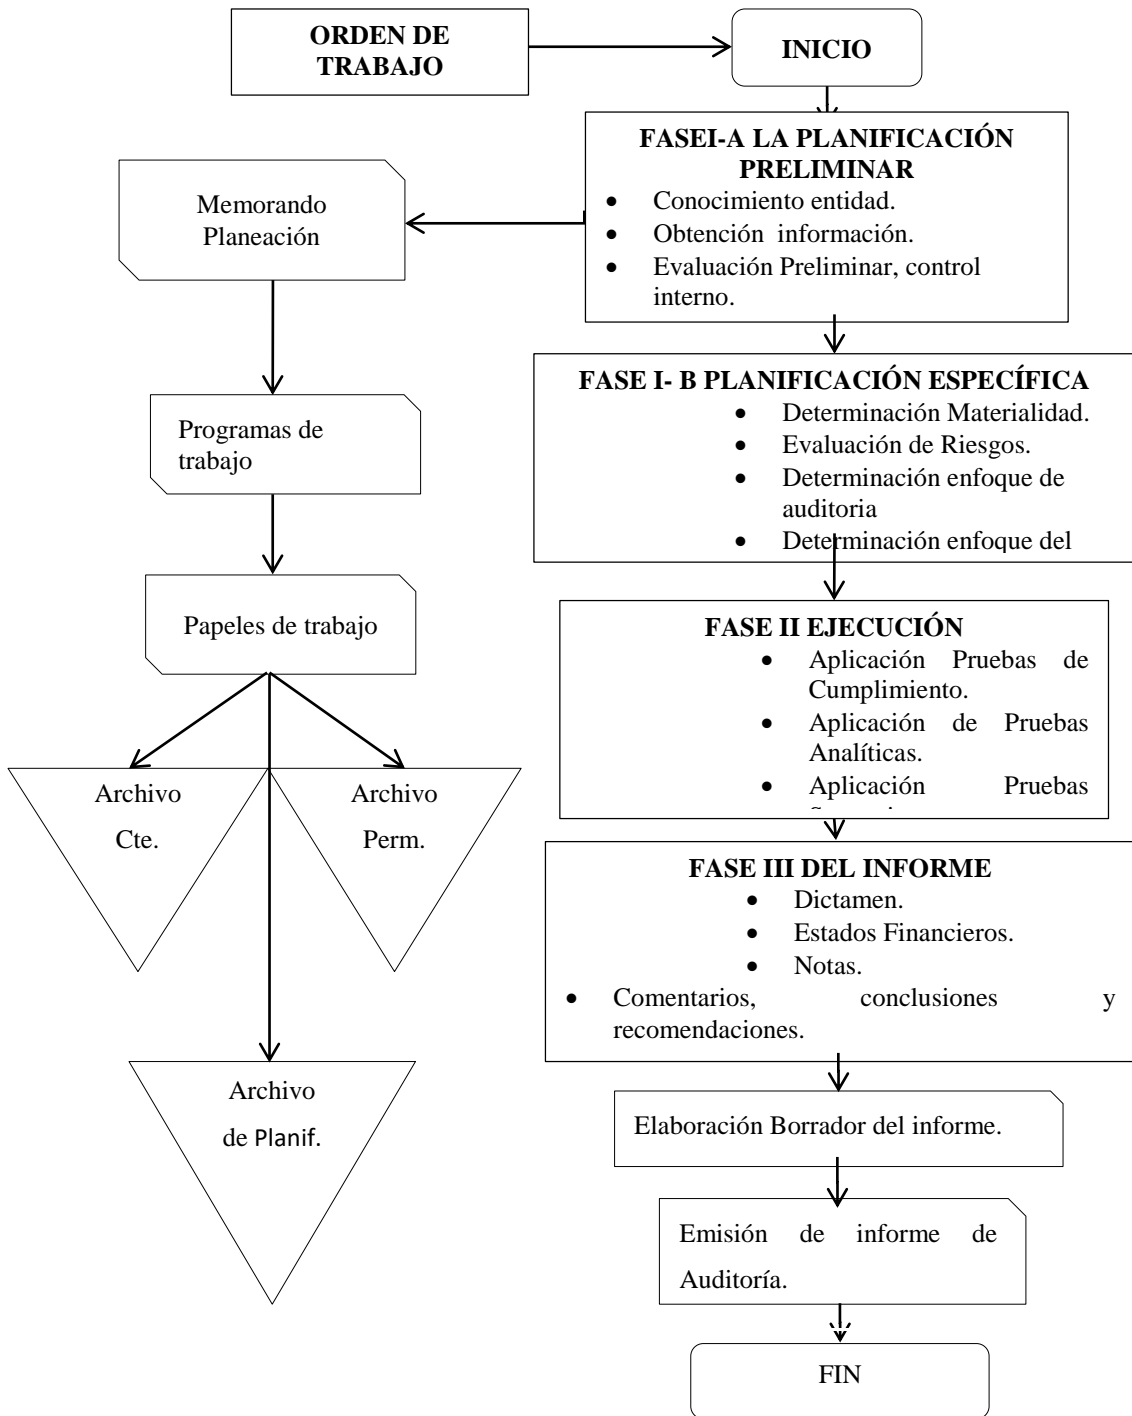 ORDEN DE
TRABAJO
INICIO
FASEI-A LA PLANIFICACIÓN
PRELIMINAR
• Conocimiento entidad.
• Obtención información.
• Evaluación Preliminar, control
interno.
Memorando
Planeación
FASE I- B PLANIFICACIÓN ESPECÍFICA
• Determinación Materialidad.
• Evaluación de Riesgos.
• Determinación enfoque de
auditoria
• Determinación enfoque del
Programas de
trabajo
Papeles de trabajo
FASE II EJECUCIÓN
• Aplicación Pruebas de
Cumplimiento.
• Aplicación de Pruebas
Analíticas.
• Aplicación Pruebas
Archivo
Cte.
Archivo
Perm.
FASE III DEL INFORME
• Dictamen.
• Estados Financieros.
• Notas.
• Comentarios, conclusiones y
recomendaciones.
Archivo
de Planif.
Elaboración Borrador del informe.
Emisión de informe de
Auditoría.
FIN